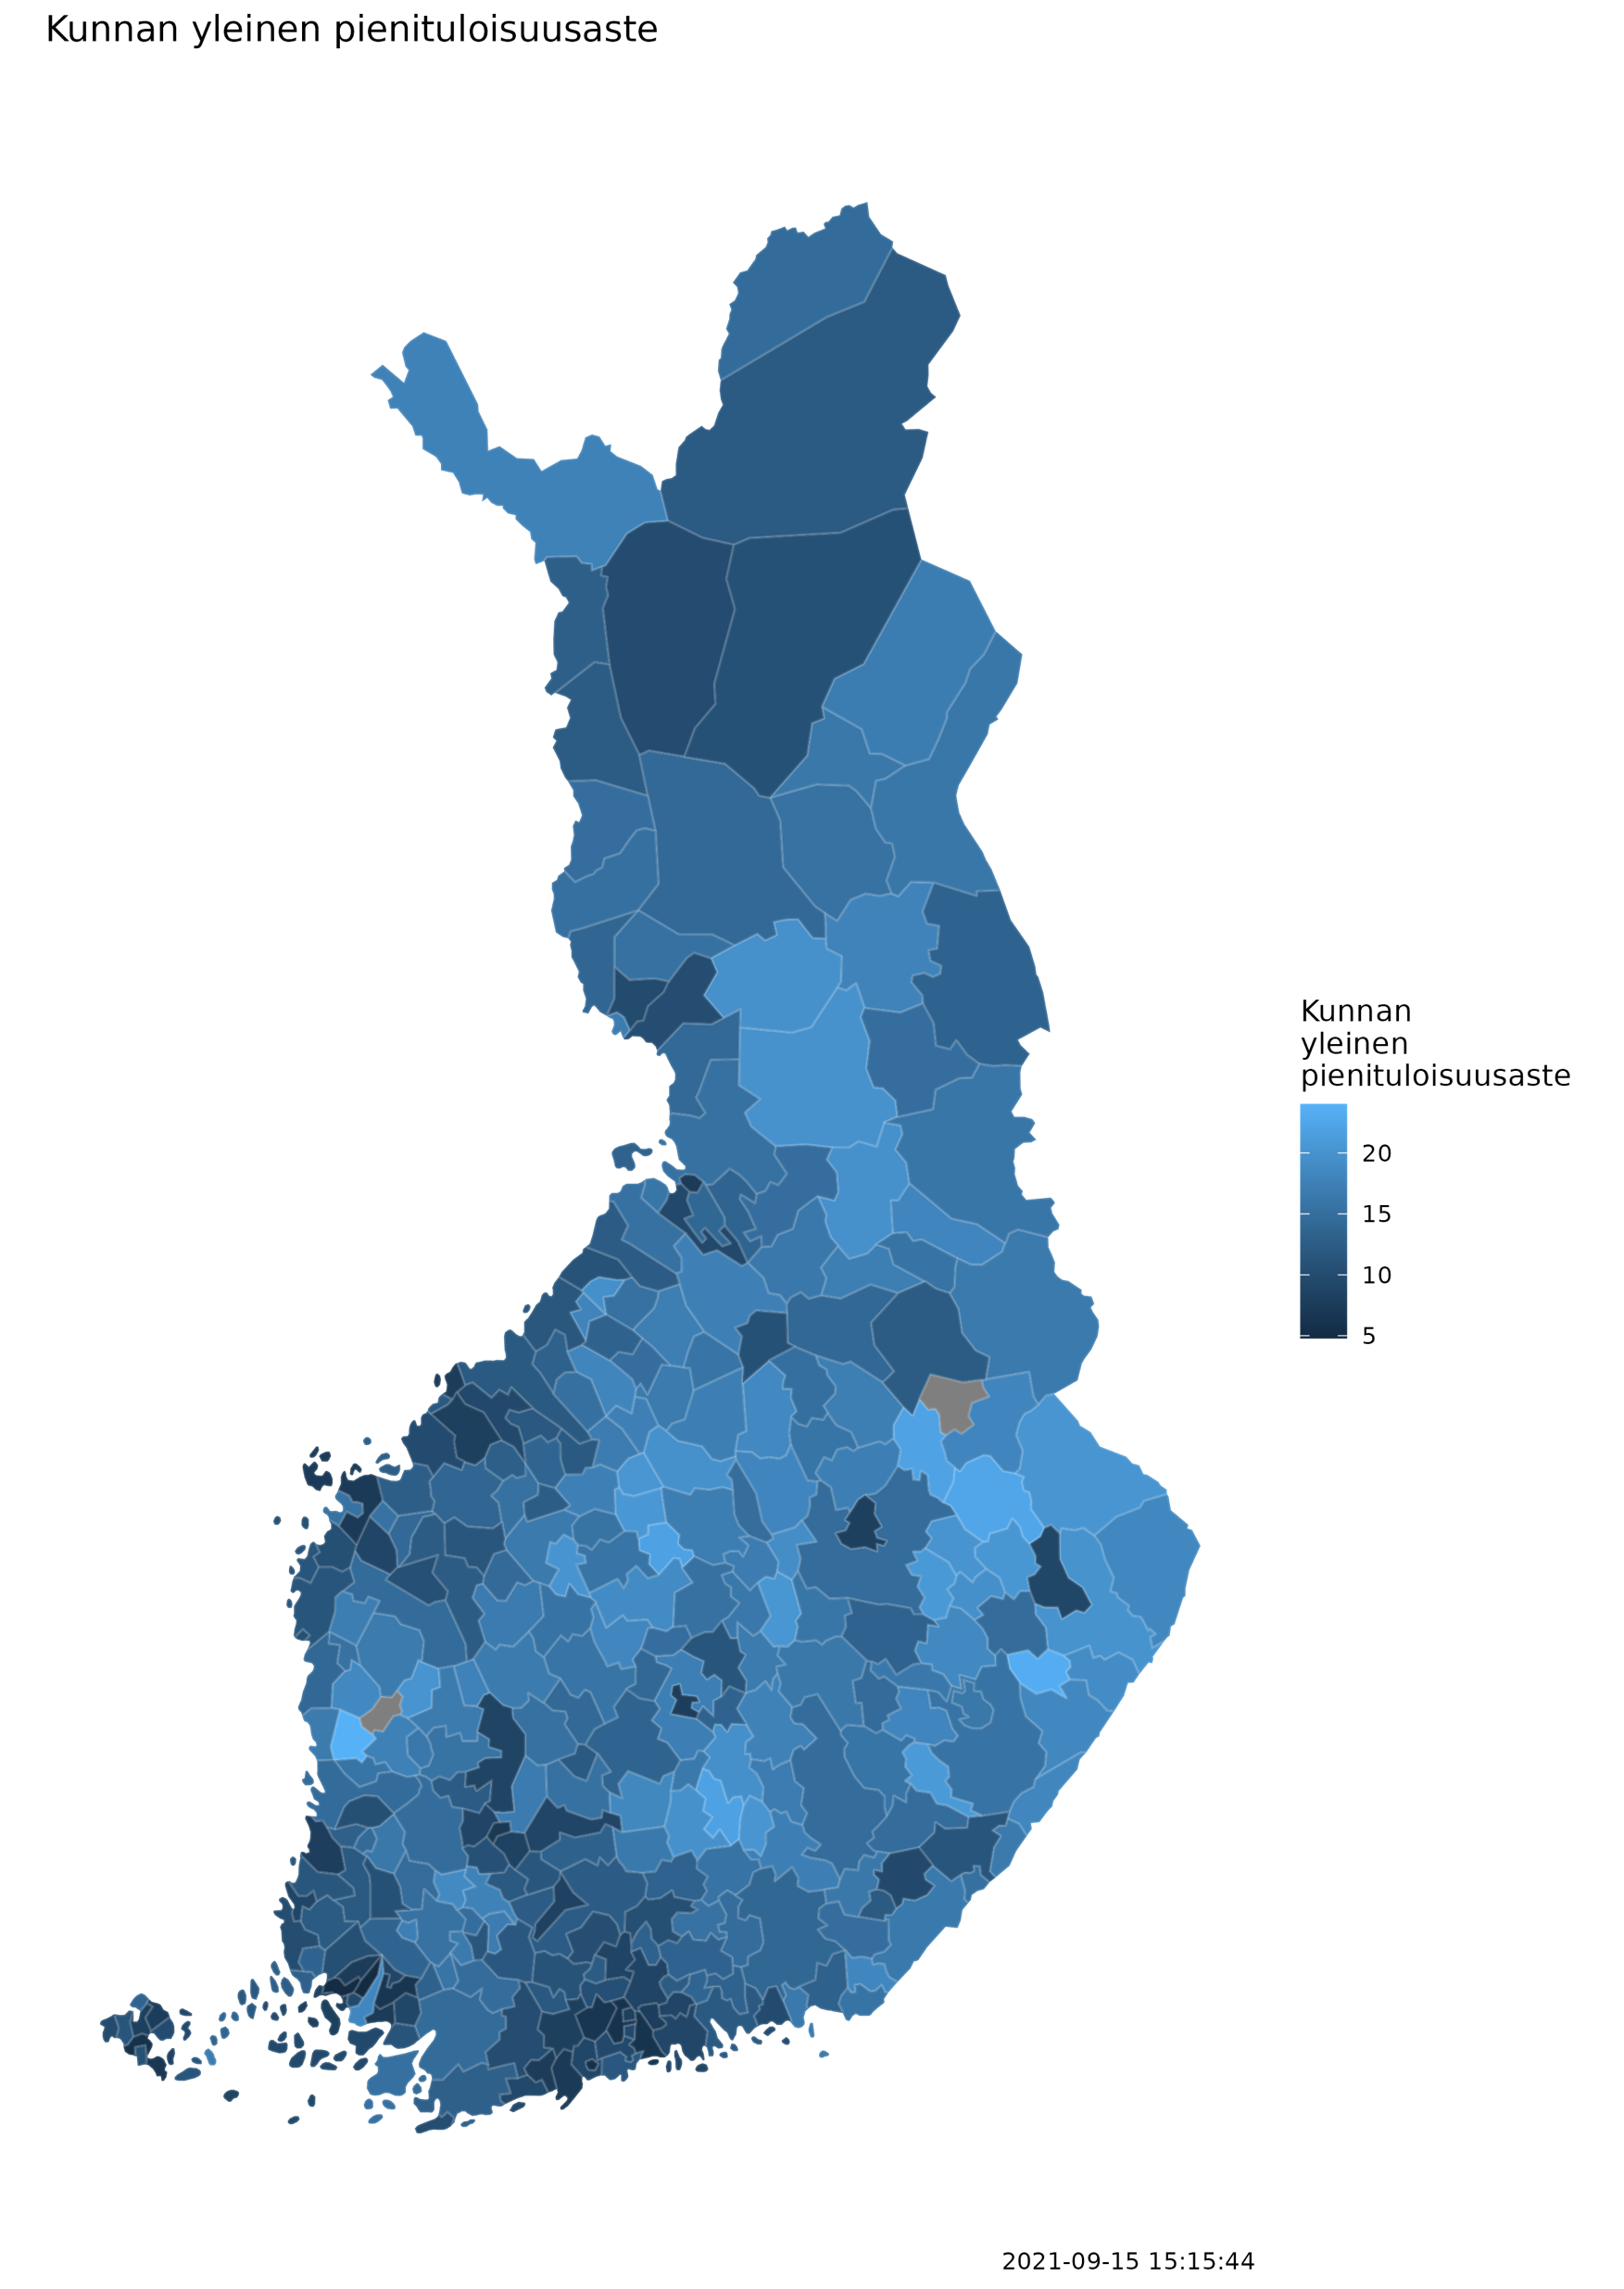 Kunnan yleinen pienituloisuusaste
Kunnan
yleinen
pienituloisuusaste
20
15
10
5
2021-09-15 15:15:44